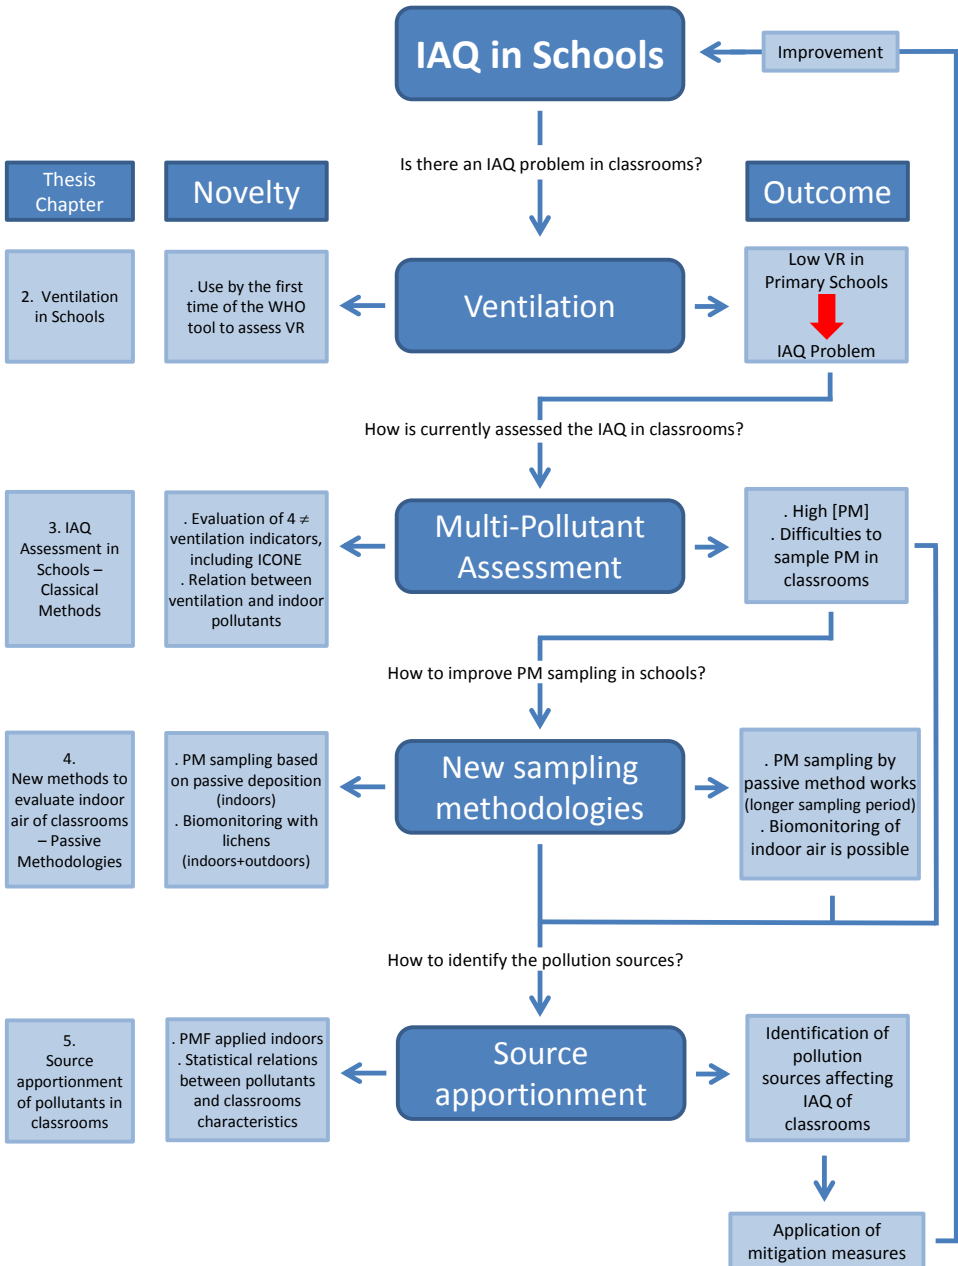 IAQ in Schools
Improvement
Is there an IAQ problem in classrooms?
Thesis
Chapter
Novelty
Outcome
2. Ventilation
in Schools
. Use by the first
time of the WHO
tool to assess VR
Ventilation
Low VR in
Primary Schools
IAQ Problem
How is currently assessed the IAQ in classrooms?
3. IAQ
Assessment in
Schools –
Classical
Methods
. Evaluation of 4 ≠
ventilation indicators,
including ICONE
. Relation between
ventilation and indoor
pollutants
Multi-Pollutant
Assessment
. High [PM]
. Difficulties to
sample PM in
classrooms
How to improve PM sampling in schools?
4.
New methods to
evaluate indoor
air of classrooms
– Passive
Methodologies
. PM sampling based
on passive deposition
(indoors)
. Biomonitoring with
lichens
(indoors+outdoors)
New sampling
methodologies
. PM sampling by
passive method works
(longer sampling period)
. Biomonitoring of
indoor air is possible
How to identify the pollution sources?
5.
Source
apportionment
of pollutants in
classrooms
. PMF applied indoors
. Statistical relations
between pollutants
and classrooms
characteristics
Source
apportionment
Identification of
pollution
sources affecting
IAQ of
classrooms
Application of
mitigation measures